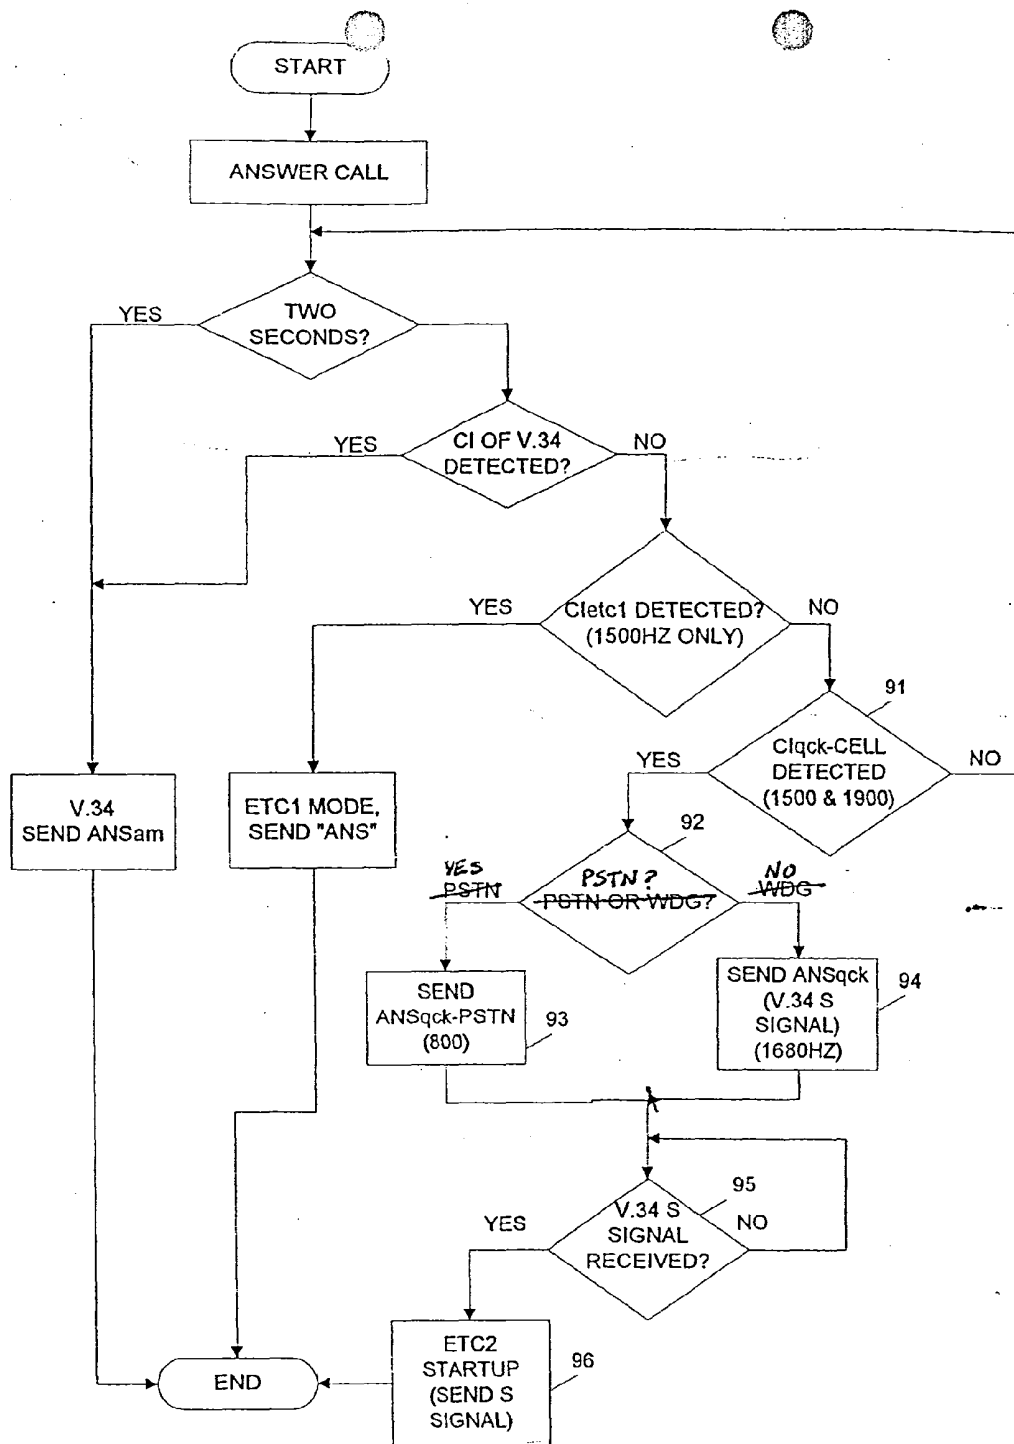 START
ANSWER CALL
TWO
SECONDS?
YES
CI OF V.34
DETECTED?
YES
NO
CIetc1 DETECTED?
(1500HZ ONLY)
YES
NO
91
CIqck-CELL
DETECTED
(1500 & 1900)
YES
NO
V.34
SEND ANSam
ETC1 MODE,
SEND "ANS"
92
YES
PSTN
PSTN?
PSTN OR WDG?
NO
WDG
SEND
ANSqck-PSTN
(800)
93
SEND ANSqck
(V.34 S
SIGNAL)
(1680HZ)
94
95
V.34 S
SIGNAL
RECEIVED?
YES
NO
ETC2
STARTUP
(SEND S
SIGNAL)
96
END